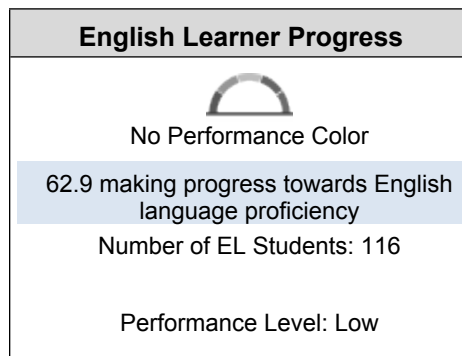 English Learner Progress
No Performance Color
62.9 making progress towards English
language proficiency
Number of EL Students: 116
Performance Level: Low